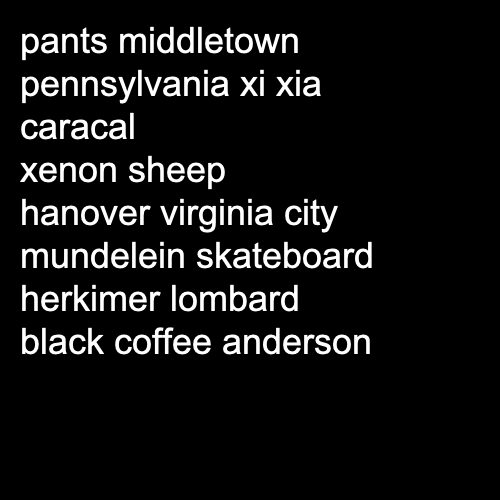 pants middletown
pennsylvania xi xia
caracal
xenon sheep
hanover virginia city
mundelein skateboard
herkimer lombard
black coffee anderson